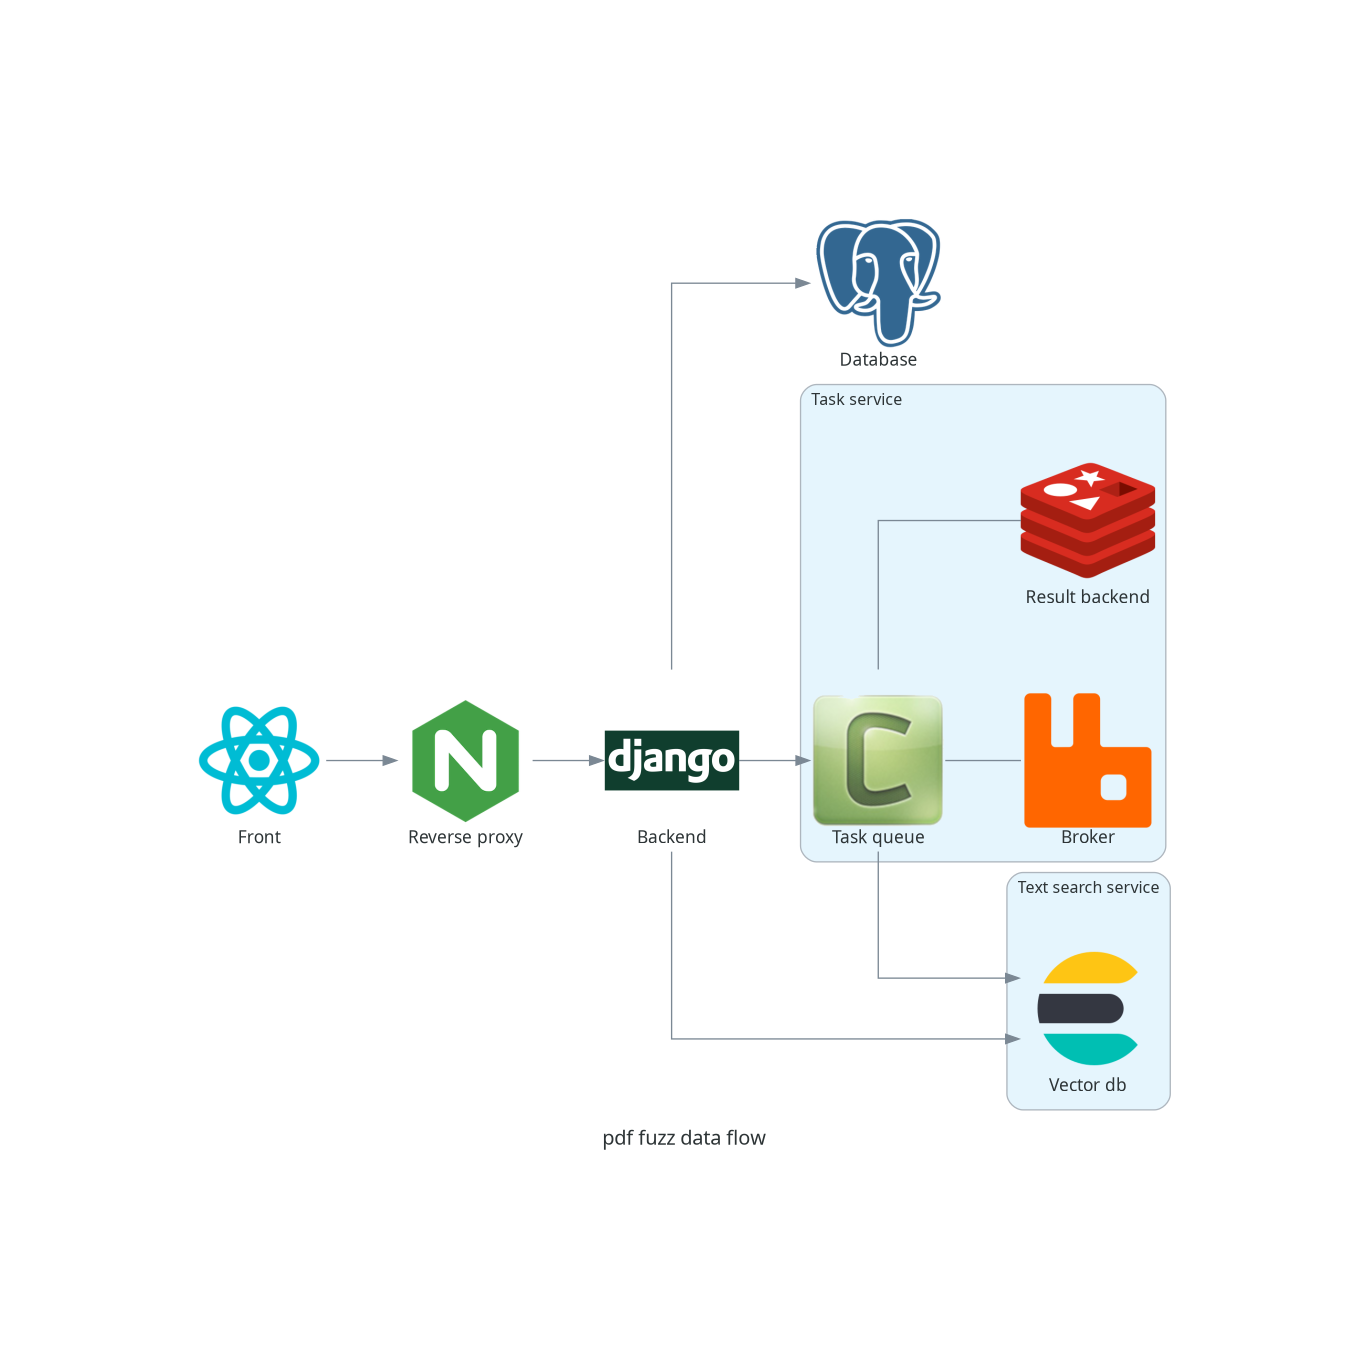 Database
Task service
Result backend
django
Front
Reverse proxy
Backend
Task queue
Broker
Text search service
Vector db
pdf fuzz data flow